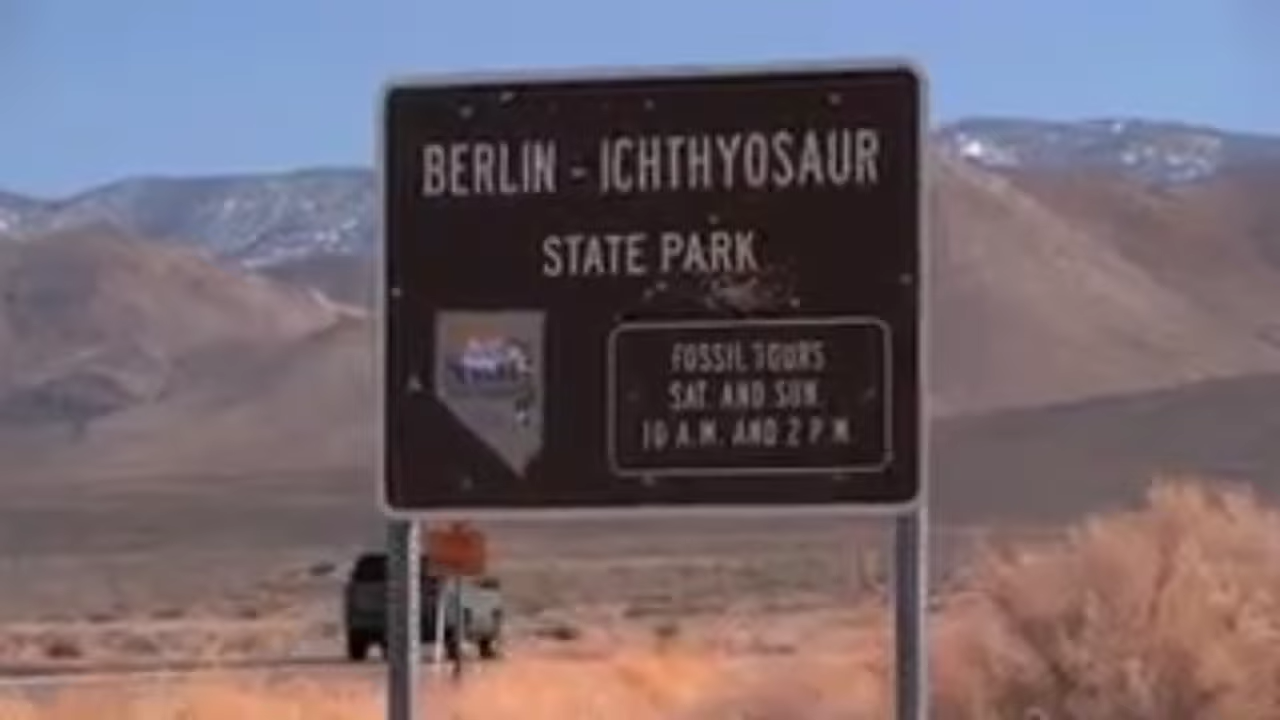 BERLIN - ICHTHYOSAUR
STATE PARK
FOSSIL TOURS
SAT. AND SUN.
10 A.M. AND 2 P.M.